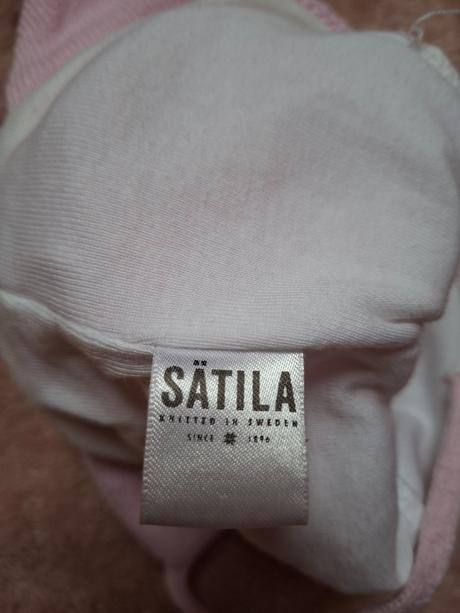 SÄTILA
KNITTED IN SWEDEN
SINCE 1896